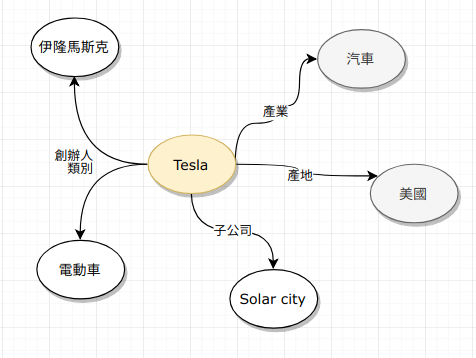 伊隆馬斯克
汽車
產業
創辦人
類別
Tesla
產地
美國
子公司
電動車
Solar city